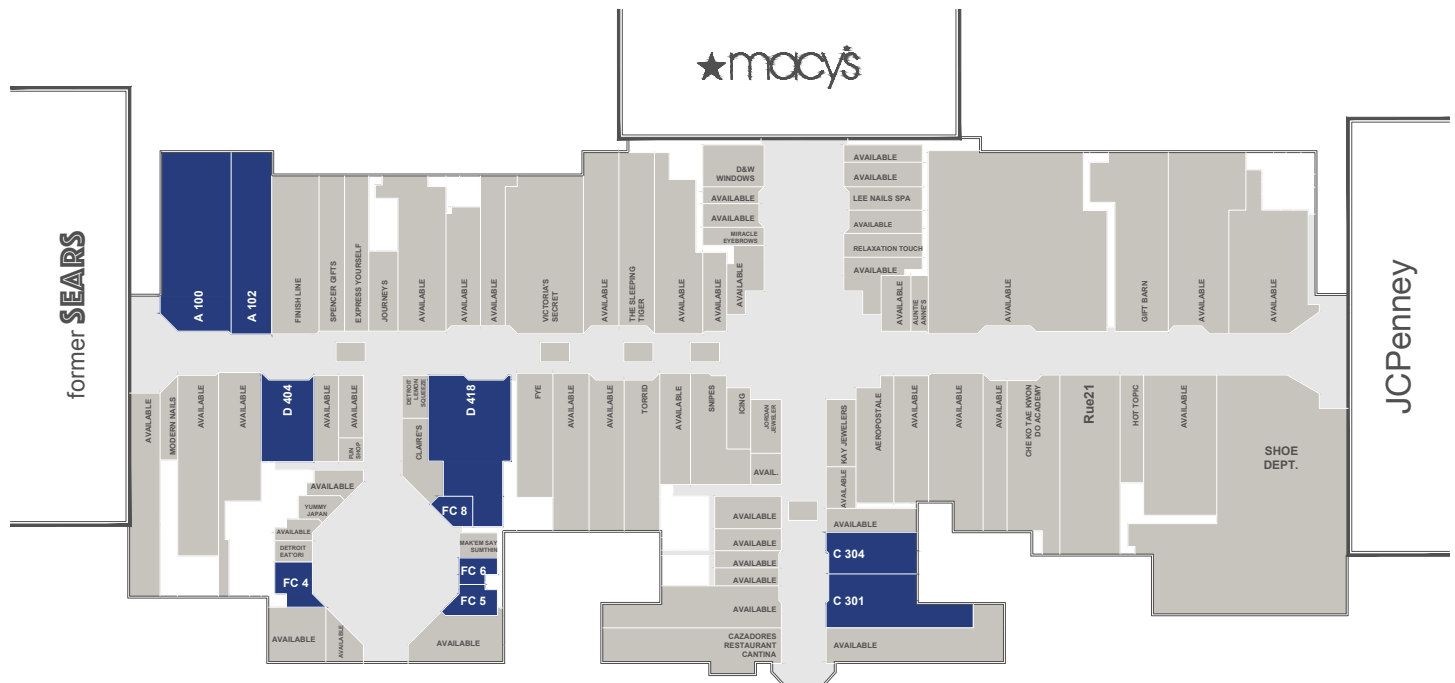 macy's
former SEARS
JCPenney
A 100
A 102
FINISH LINE
SPENCER GIFTS
EXPRESS YOURSELF
JOURNEYS
AVAILABLE
AVAILABLE
AVAILABLE
VICTORIA'S
SECRET
AVAILABLE
THE SLEEPING
TIGER
AVAILABLE
AVAILABLE
AVAILABLE
D&W
WINDOWS
AVAILABLE
AVAILABLE
MIRACLE
EYEBROWS
AVAILABLE
AVAILABLE
LEE NAILS SPA
AVAILABLE
RELAXATION TOUCH
AVAILABLE
AVAILABLE
AUNTIE
ANNE'S
AVAILABLE
GIFT BARN
AVAILABLE
AVAILABLE
AVAILABLE
MODERN NAILS
AVAILABLE
AVAILABLE
D 404
AVAILABLE
AVAILABLE
FUN
SHOP
DETROIT
LEMON
SQUEEZE
CLAIRE'S
D 418
FYE
AVAILABLE
AVAILABLE
TORRID
AVAILABLE
SNIPES
ICING
JORDAN
JEWELER
AVAIL.
KAY JEWELERS
AVAILABLE
AEROPOSTALE
AVAILABLE
AVAILABLE
AVAILABLE
CHE KO TAE KWON
DO ACADEMY
Rue21
HOT TOPIC
AVAILABLE
SHOE
DEPT.
AVAILABLE
YUMMY
JAPAN
AVAILABLE
DETROIT
EAT'ORI
FC 4
AVAILABLE
AVAILABLE
FC 8
MAK'EM SAY
SUMTHIN
FC 6
FC 5
AVAILABLE
AVAILABLE
AVAILABLE
AVAILABLE
AVAILABLE
AVAILABLE
CAZADORES
RESTAURANT
CANTINA
AVAILABLE
C 304
C 301
AVAILABLE